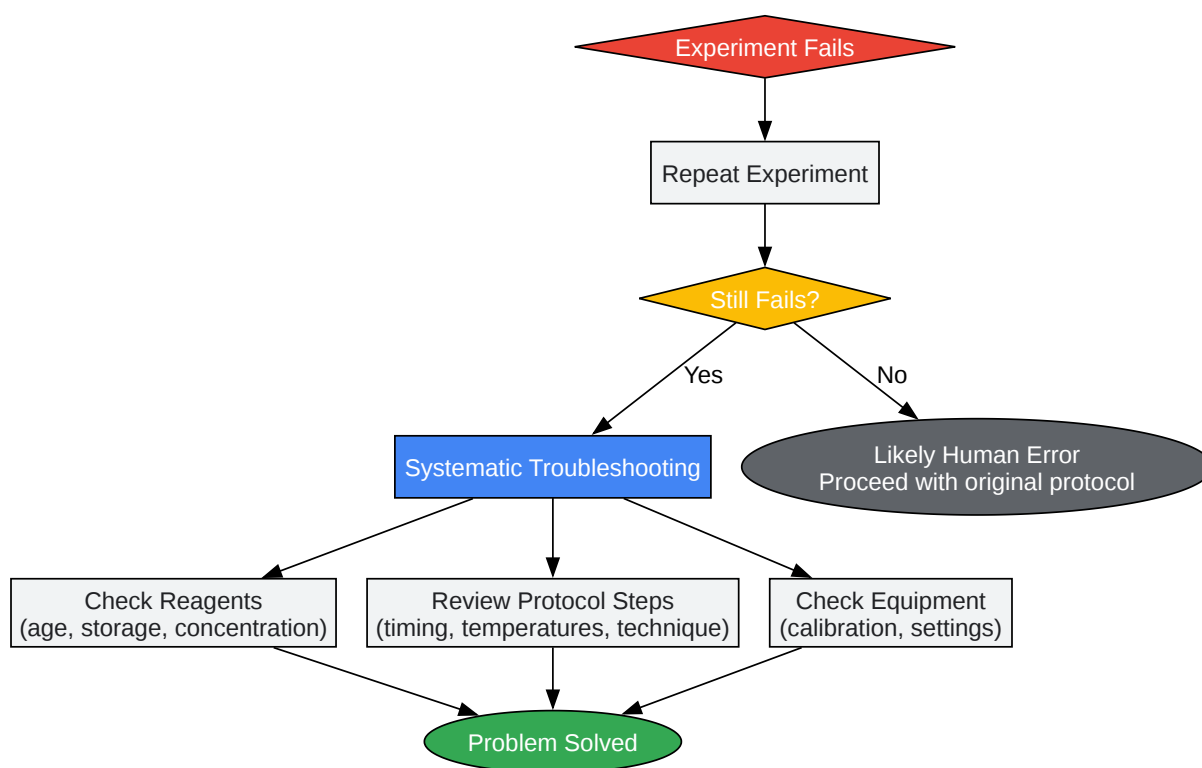 Experiment Fails
Repeat Experiment
Still Fails?
Yes
No
Systematic Troubleshooting
Likely Human Error
Proceed with original protocol
Check Reagents
(age, storage, concentration)
Review Protocol Steps
(timing, temperatures, technique)
Check Equipment
(calibration, settings)
Problem Solved